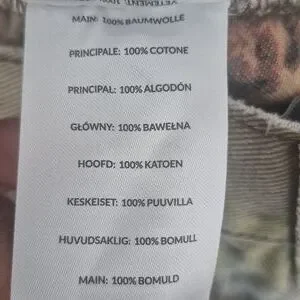 MAIN: 100% BAUMWOLLE
PRINCIPALE: 100% COTONE
PRINCIPAL: 100% ALGODÓN
GŁÓWNY: 100% BAWEŁNA
HOOFD: 100% KATOEN
KESKEISET: 100% PUUVILLA
HUVUDSAKLIG: 100% BOMULL
MAIN: 100% BOMULD